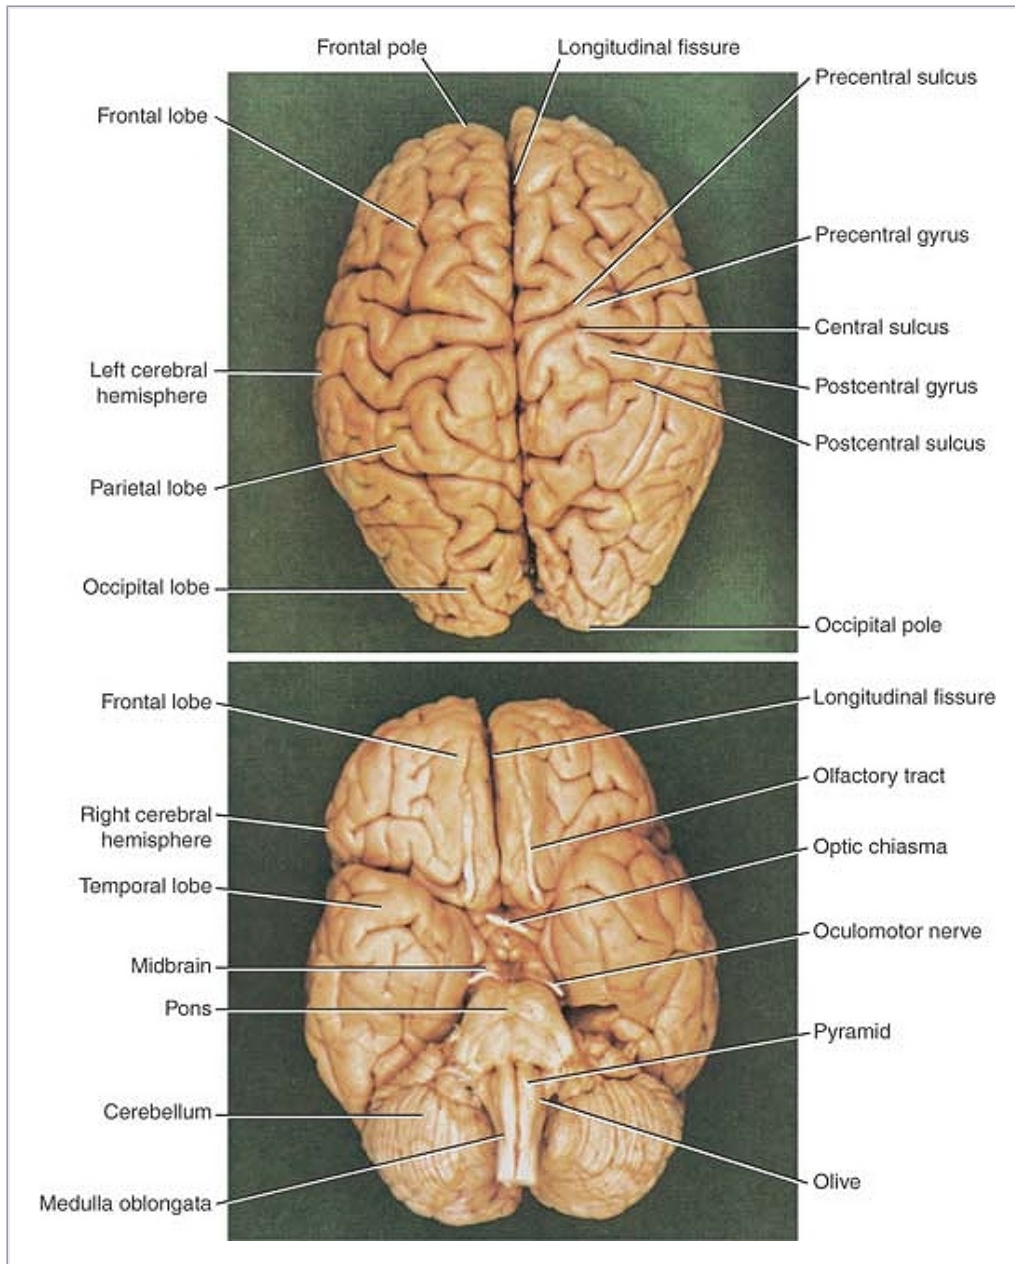 Frontal pole
Longitudinal fissure
Precentral sulcus
Frontal lobe
Precentral gyrus
Central sulcus
Left cerebral
hemisphere
Postcentral gyrus
Postcentral sulcus
Parietal lobe
Occipital lobe
Occipital pole
Frontal lobe
Longitudinal fissure
Olfactory tract
Right cerebral
hemisphere
Optic chiasma
Temporal lobe
Oculomotor nerve
Midbrain
Pons
Pyramid
Cerebellum
Olive
Medulla oblongata